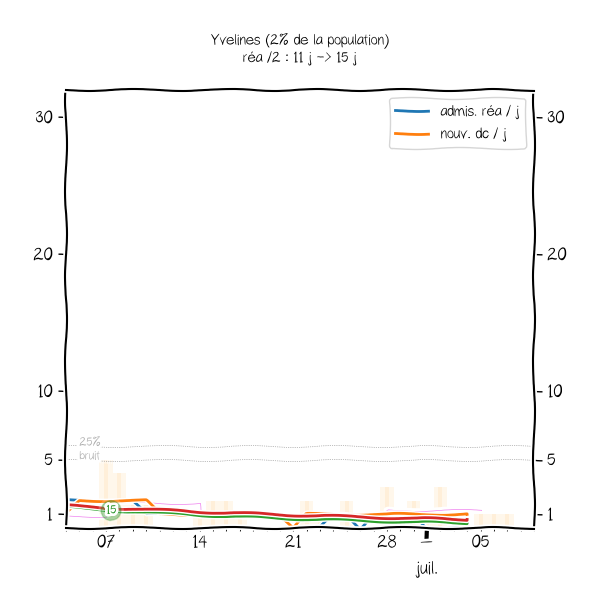 Yvelines (2% de la population)
réa /2 : 11 j -> 15 j
admis. réa / j
nouv. dc / j
30
30
20
20
10
10
25%
bruit
5
5
15
1
1
07
14
21
28
05
juil.